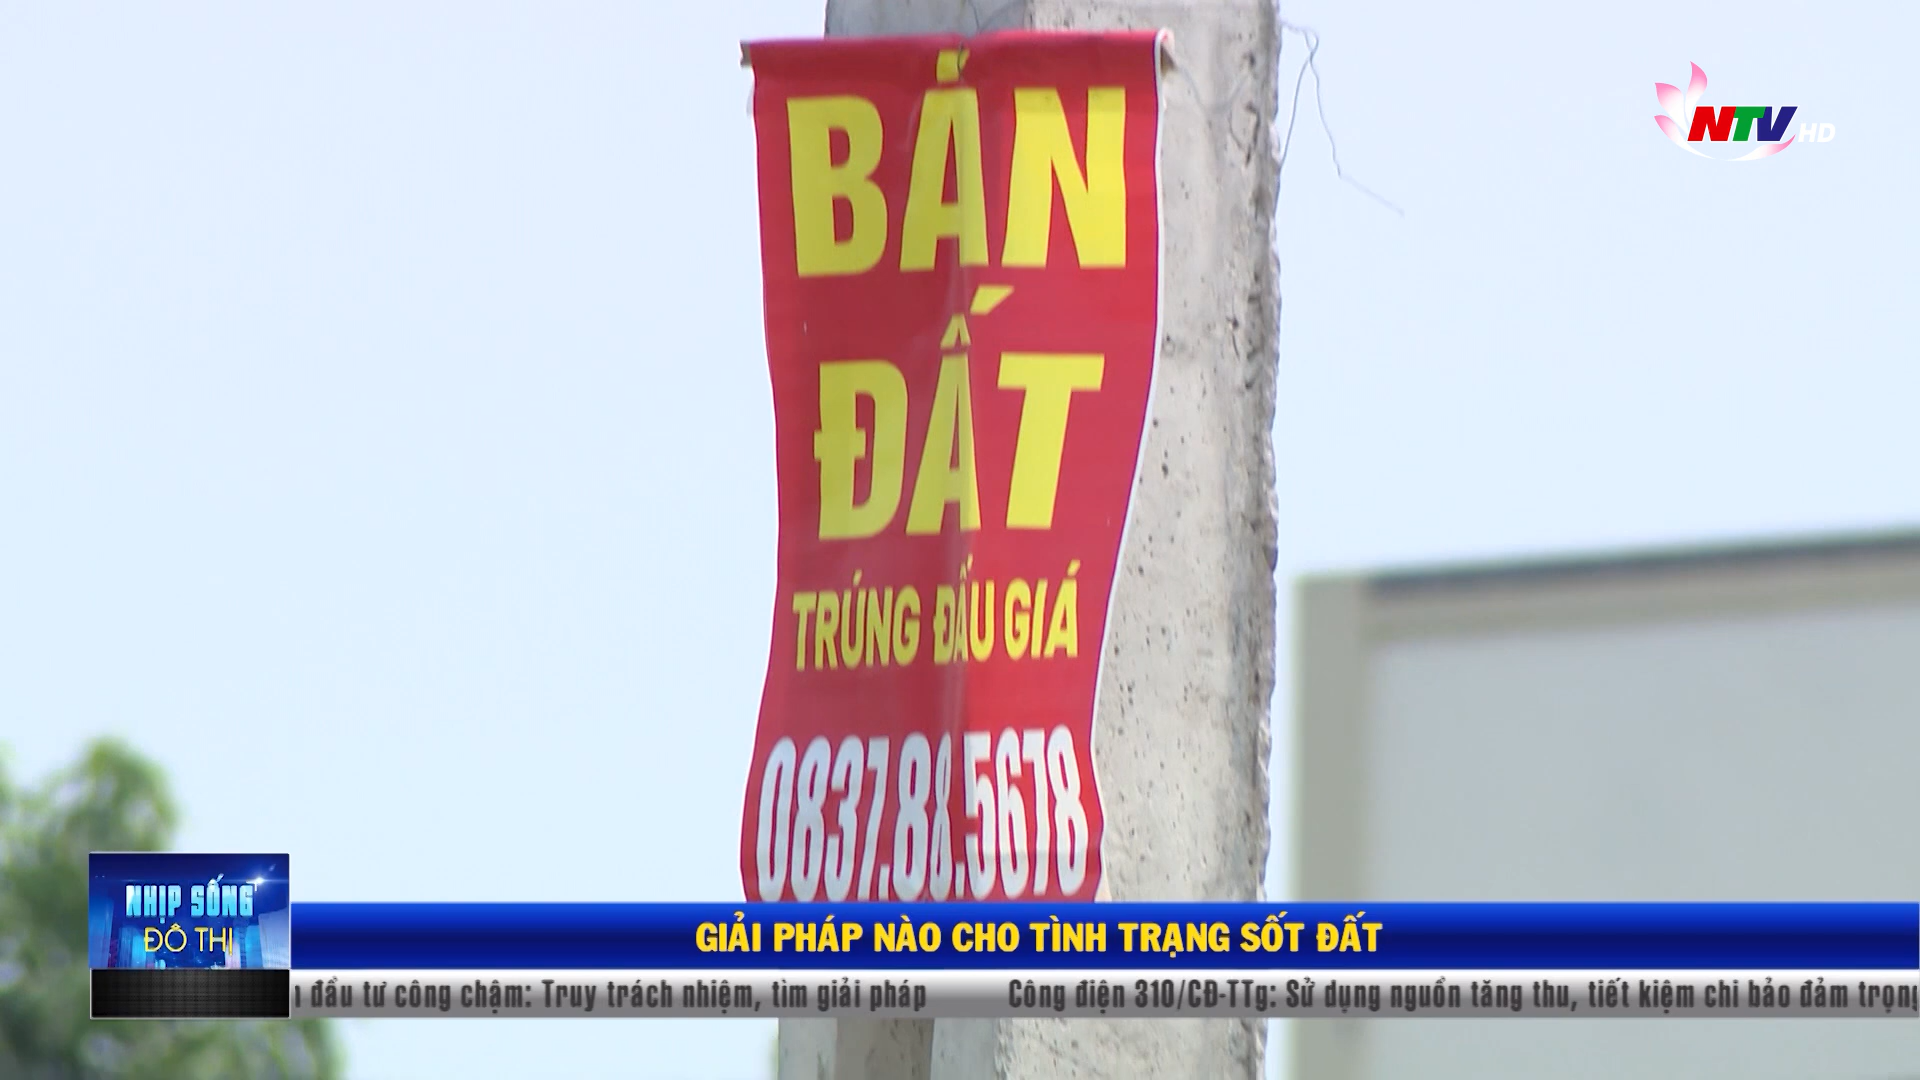 BÁN
ĐẤT
TRÚNG ĐẤU GIÁ
0837.88.5678
NTV HD
NHỊP SỐNG
ĐÔ THỊ
GIẢI PHÁP NÀO CHO TÌNH TRẠNG SỐT ĐẤT
đầu tư công chậm: Truy trách nhiệm, tìm giải pháp
Công điện 310/CĐ-TTg: Sử dụng nguồn tăng thu, tiết kiệm chi bảo đảm trọng